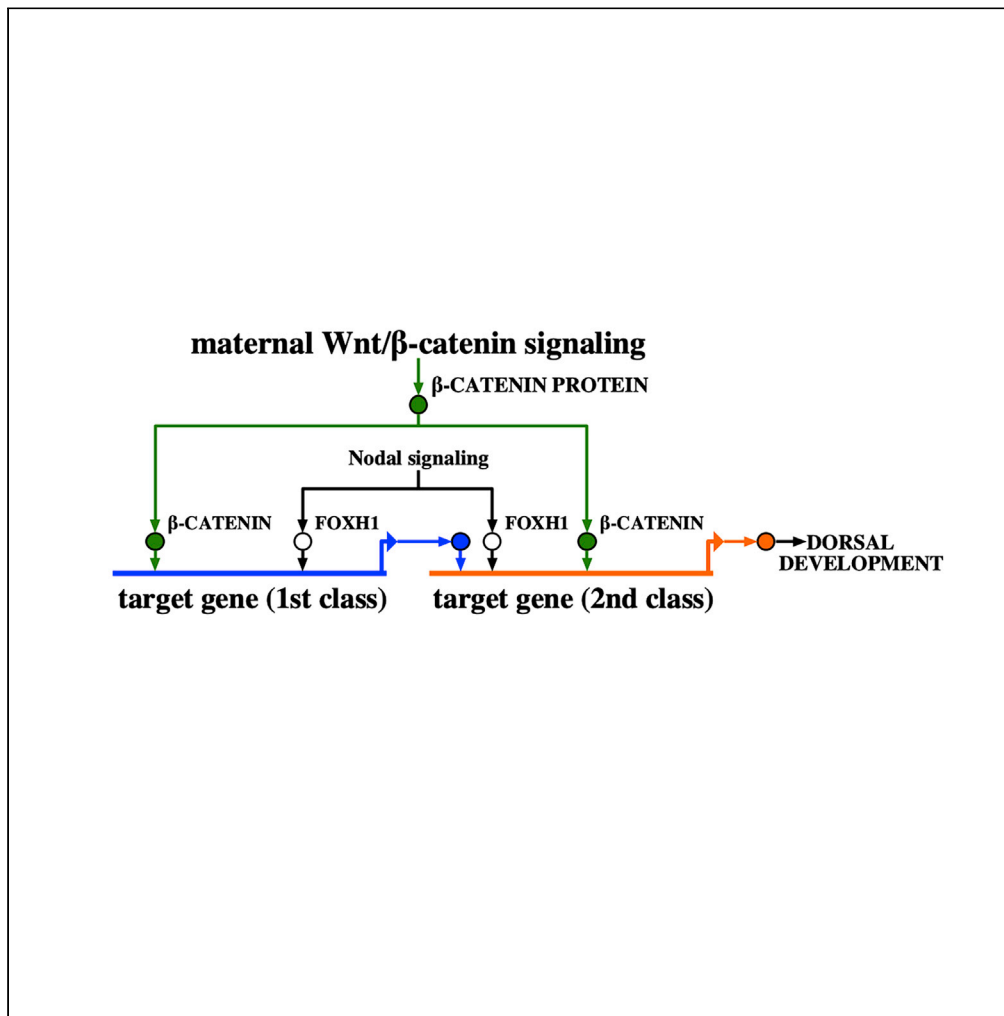 maternal Wnt/β-catenin signaling
β-CATENIN PROTEIN
Nodal signaling
β-CATENIN
FOXH1
FOXH1
β-CATENIN
DORSAL
DEVELOPMENT
target gene (1st class)
target gene (2nd class)